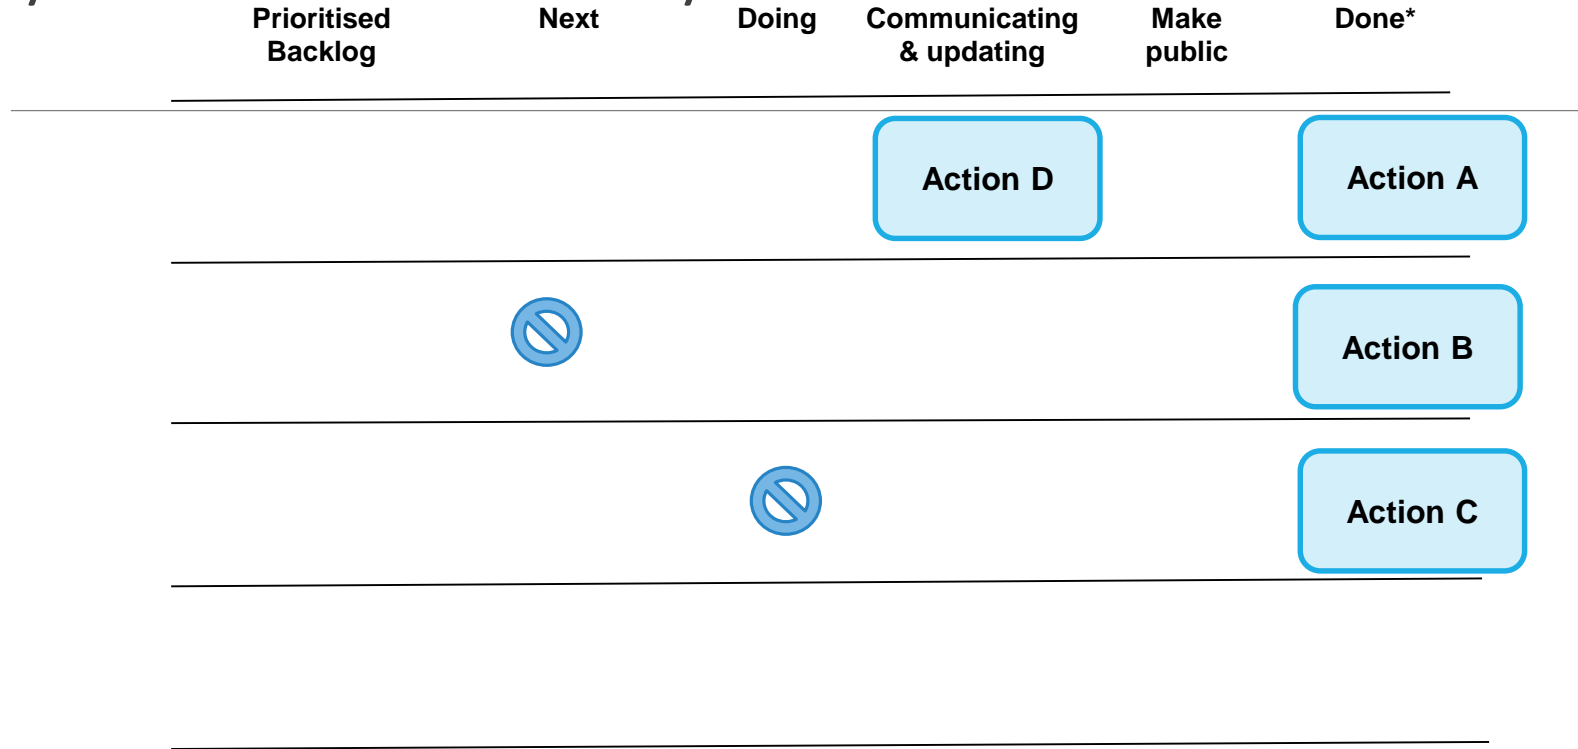 Prioritised Next Doing Communicating Make Done*
Backlog & updating public
Action D Action A
Action B
Action C